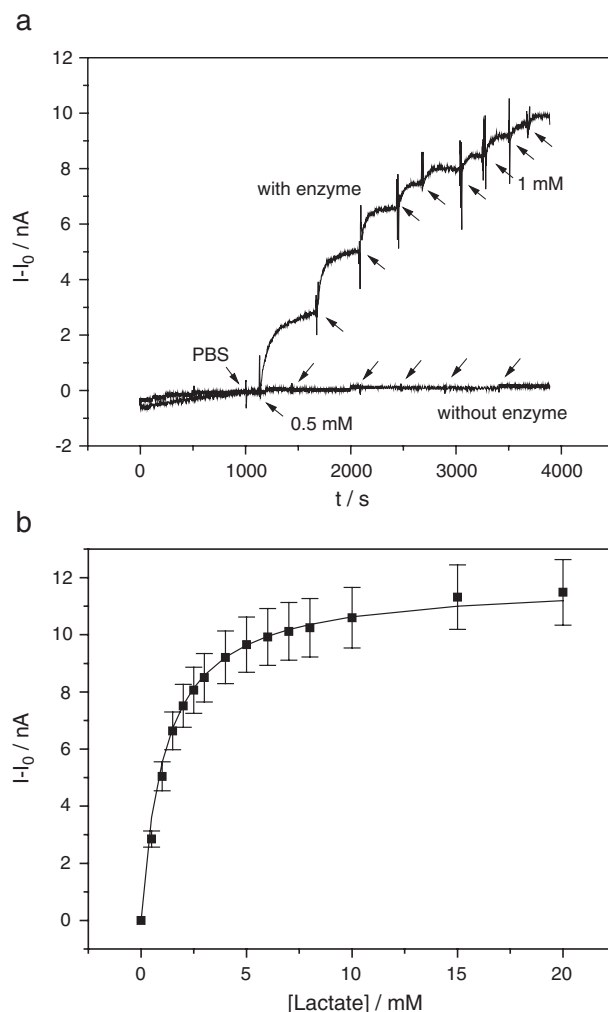 a
12
10
8
6
4
2
0
-2
I-I₀ / nA
with enzyme
1 mM
PBS
0.5 mM
without enzyme
0 1000 2000 3000 4000
t / s
b
12
10
8
6
4
2
0
I-I₀ / nA
0 5 10 15 20
[Lactate] / mM